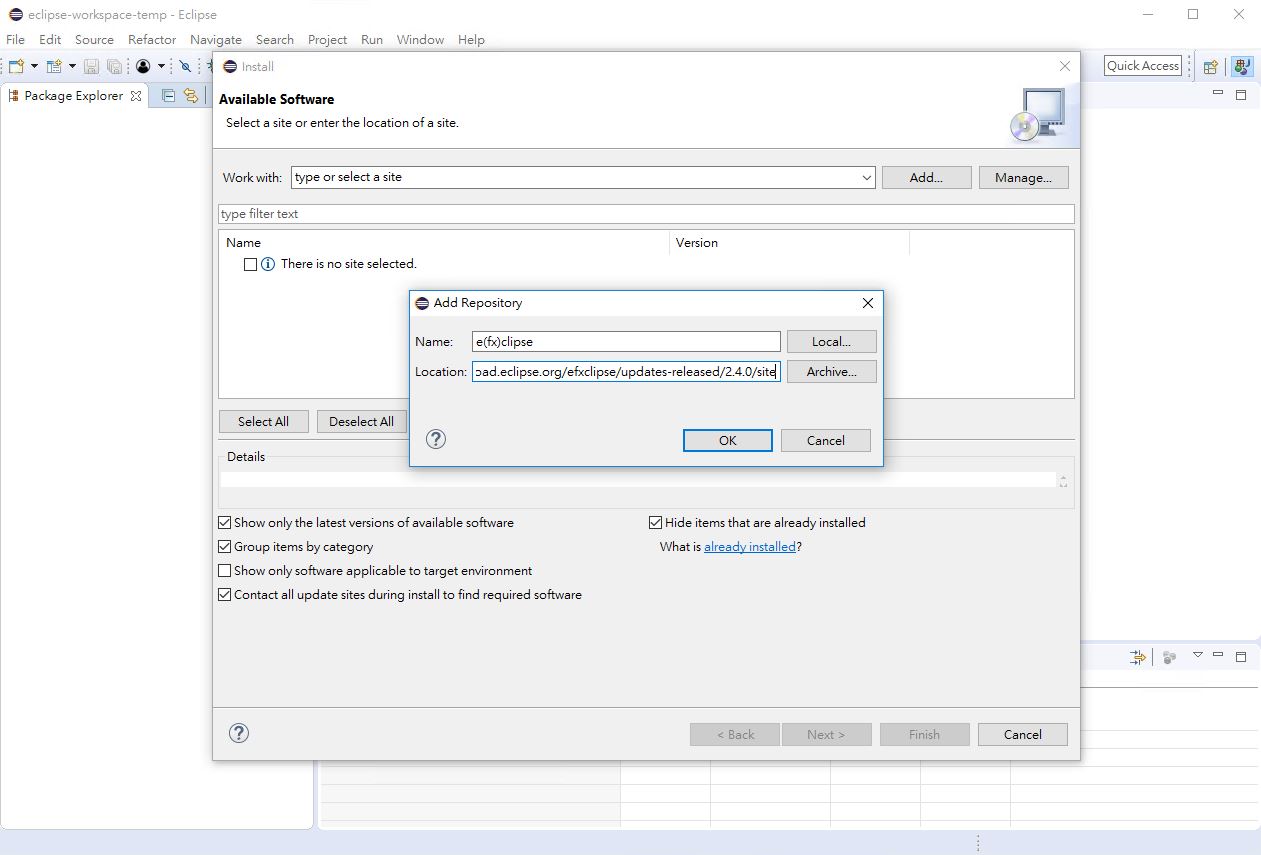 eclipse-workspace-temp - Eclipse
File Edit Source Refactor Navigate Search Project Run Window Help
Quick Access
Package Explorer
Install
Available Software
Select a site or enter the location of a site.
Work with: type or select a site Add... Manage...
type filter text
Name Version
There is no site selected.
Add Repository
Name: e(fx)clipse Local...
Location: oad.eclipse.org/efxclipse/updates-released/2.4.0/site Archive...
OK Cancel
Select All Deselect All
Details
Show only the latest versions of available software Hide items that are already installed
Group items by category What is already installed?
Show only software applicable to target environment
Contact all update sites during install to find required software
< Back Next > Finish Cancel